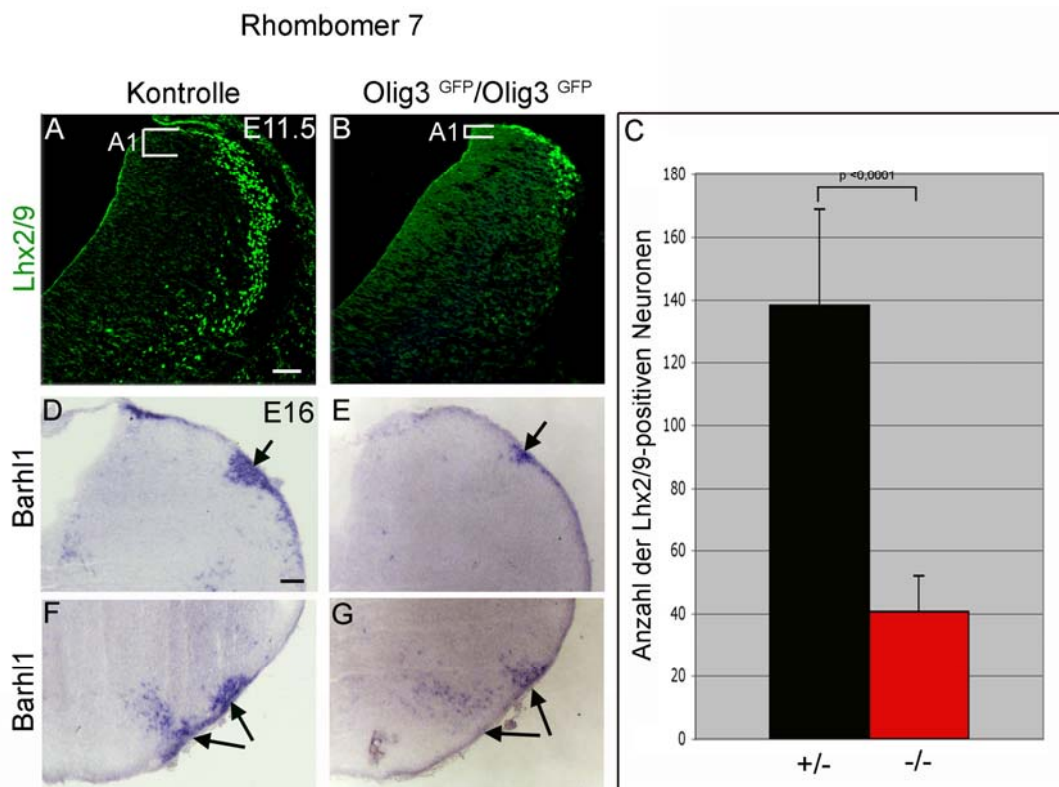 Rhombomer 7
Kontrolle
Olig3 GFP/Olig3 GFP
A
A1
E11.5
B
A1
C
Lhx2/9
D
E16
E
Barhl1
F
G
Barhl1
p <0,0001
180
160
140
120
100
80
60
40
20
0
Anzahl der Lhx2/9-positiven Neuronen
+/-
-/-